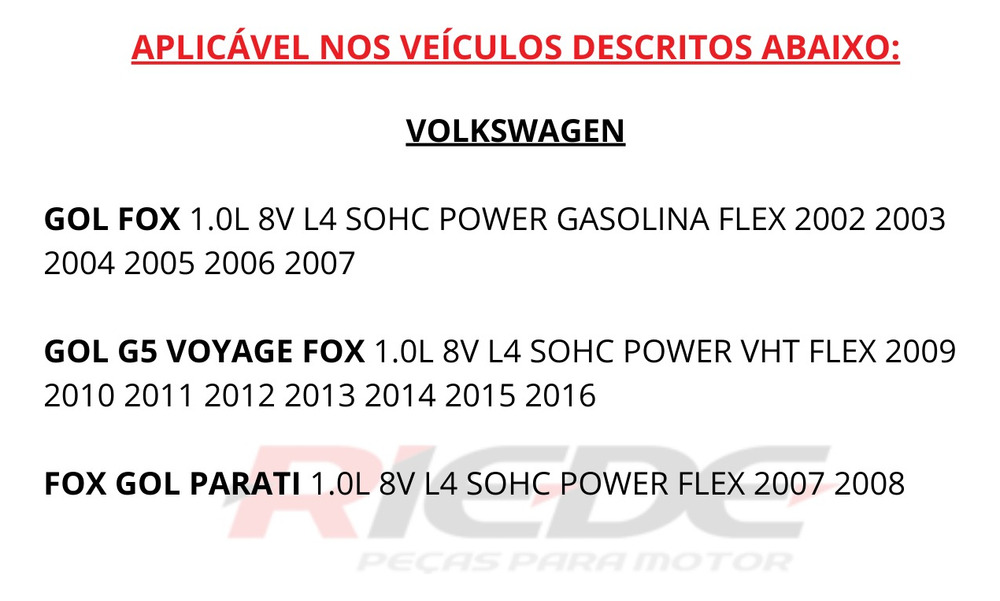 APLICÁVEL NOS VEÍCULOS DESCRITOS ABAIXO:
VOLKSWAGEN
GOL FOX 1.0L 8V L4 SOHC POWER GASOLINA FLEX 2002 2003
2004 2005 2006 2007
GOL G5 VOYAGE FOX 1.0L 8V L4 SOHC POWER VHT FLEX 2009
2010 2011 2012 2013 2014 2015 2016
FOX GOL PARATI 1.0L 8V L4 SOHC POWER FLEX 2007 2008
RIEDE
PEÇAS PARA MOTOR